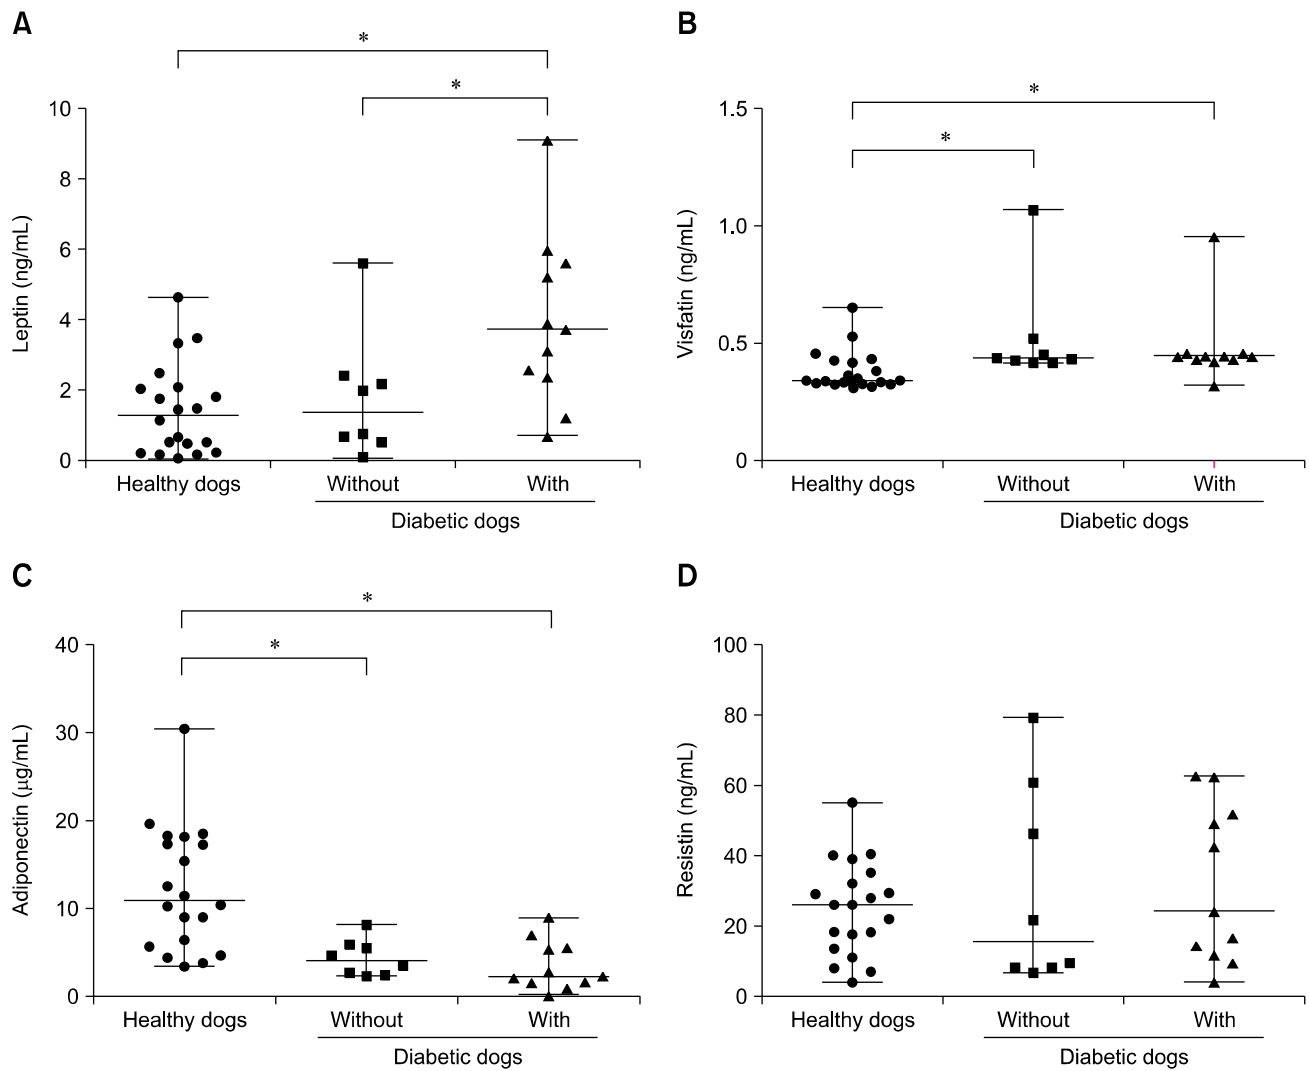 A
*
*
10
8
6
4
2
0
Leptin (ng/mL)
Healthy dogs
Without
With
Diabetic dogs
B
*
*
1.5
1.0
0.5
0
Visfatin (ng/mL)
Healthy dogs
Without
With
Diabetic dogs
C
*
*
40
30
20
10
0
Adiponectin (μg/mL)
Healthy dogs
Without
With
Diabetic dogs
D
100
80
60
40
20
0
Resistin (ng/mL)
Healthy dogs
Without
With
Diabetic dogs